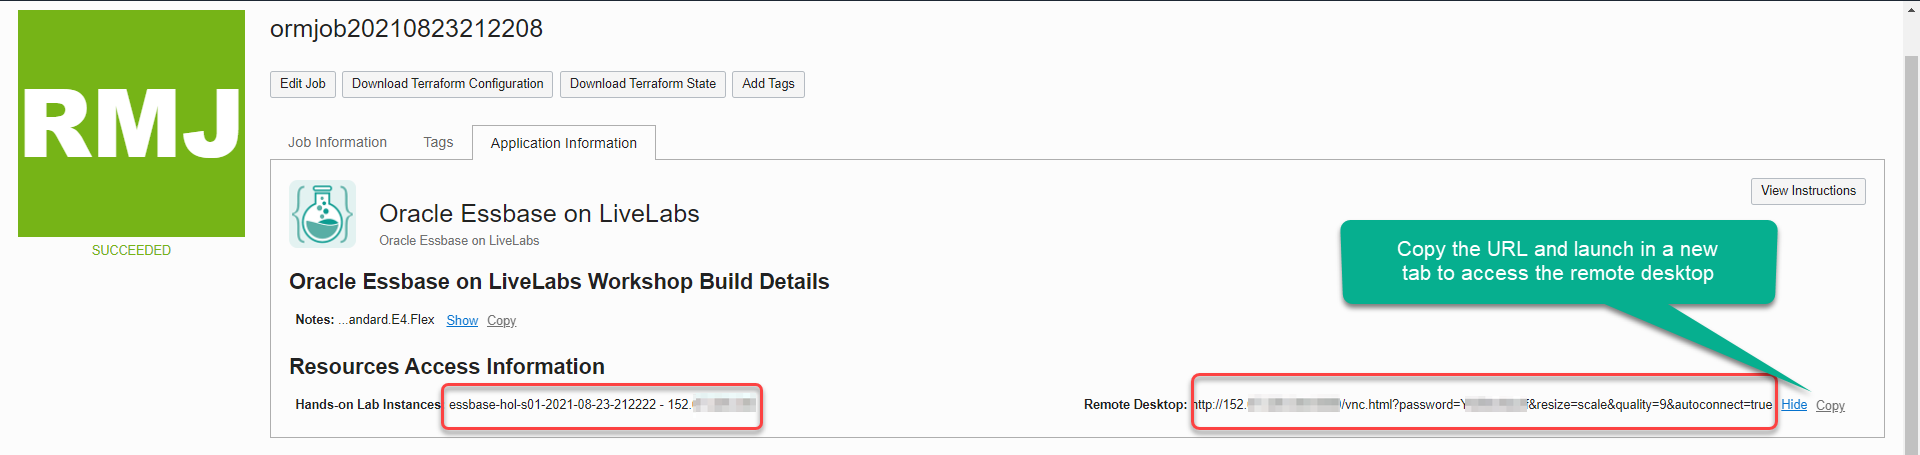 RMJ
SUCCEEDED
ormjob20210823212208
Edit Job Download Terraform Configuration Download Terraform State Add Tags
Job Information Tags Application Information
View Instructions
Oracle Essbase on LiveLabs
Oracle Essbase on LiveLabs
Copy the URL and launch in a new
tab to access the remote desktop
Oracle Essbase on LiveLabs Workshop Build Details
Notes: ...andard.E4.Flex Show Copy
Resources Access Information
Hands-on Lab Instances: essbase-hol-s01-2021-08-23-212222 - 152.
Remote Desktop: http://152. /vnc.html?password=Y &resize=scale&quality=9&autoconnect=true Hide Copy